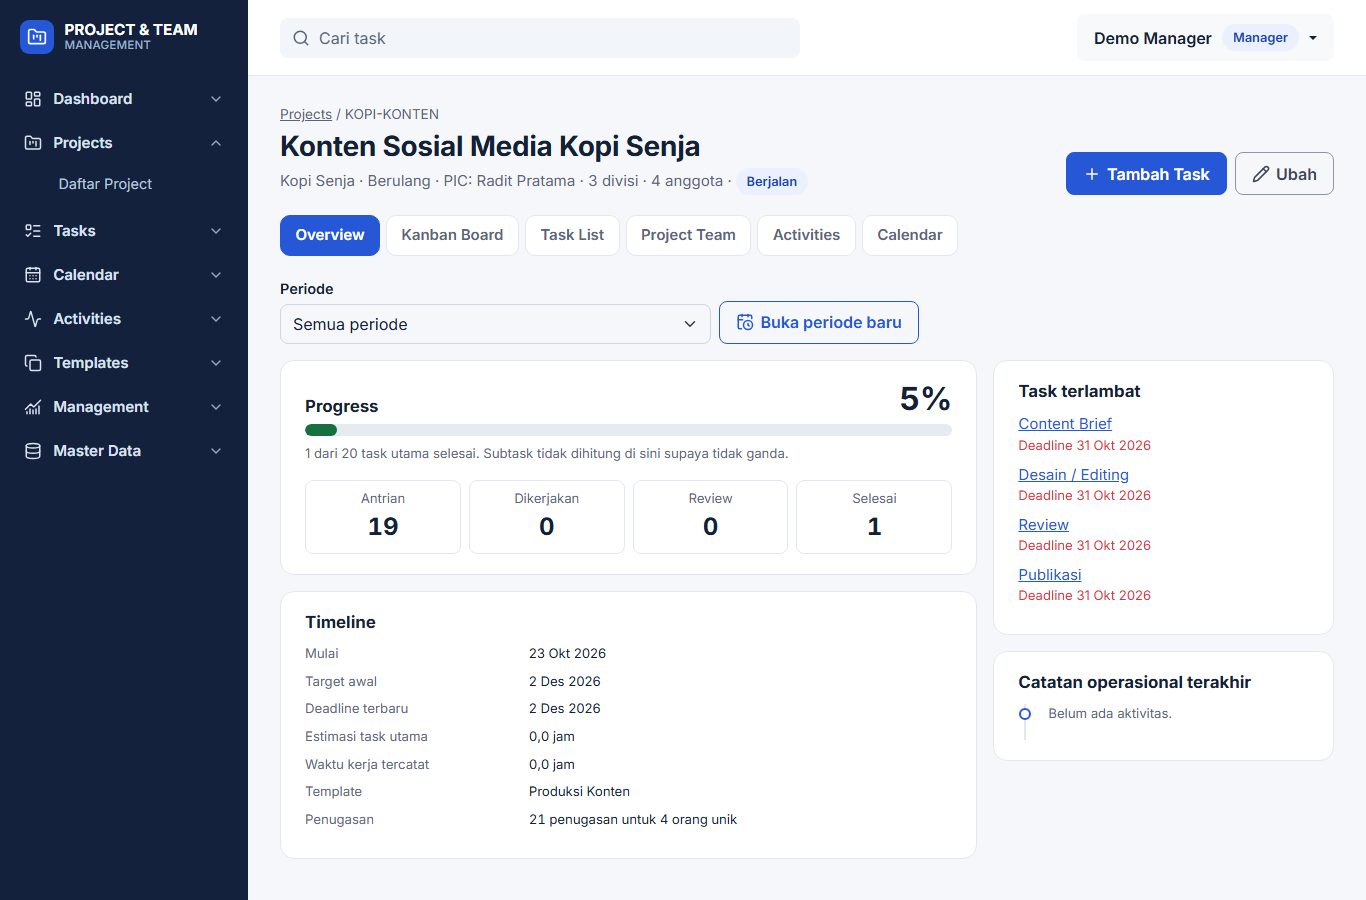 PROJECT & TEAM
MANAGEMENT
Dashboard
Projects
Daftar Project
Tasks
Calendar
Activities
Templates
Management
Master Data
Cari task
Demo Manager Manager
Projects / KOPI-KONTEN
Konten Sosial Media Kopi Senja
Kopi Senja · Berulang · PIC: Radit Pratama · 3 divisi · 4 anggota · Berjalan
Tambah Task
Ubah
Overview Kanban Board Task List Project Team Activities Calendar
Periode
Semua periode
Buka periode baru
Progress 5%
1 dari 20 task utama selesai. Subtask tidak dihitung di sini supaya tidak ganda.
Antrian Dikerjakan Review Selesai
19 0 0 1
Timeline
Mulai 23 Okt 2026
Target awal 2 Des 2026
Deadline terbaru 2 Des 2026
Estimasi task utama 0,0 jam
Waktu kerja tercatat 0,0 jam
Template Produksi Konten
Penugasan 21 penugasan untuk 4 orang unik
Task terlambat
Content Brief
Deadline 31 Okt 2026
Desain / Editing
Deadline 31 Okt 2026
Review
Deadline 31 Okt 2026
Publikasi
Deadline 31 Okt 2026
Catatan operasional terakhir
Belum ada aktivitas.